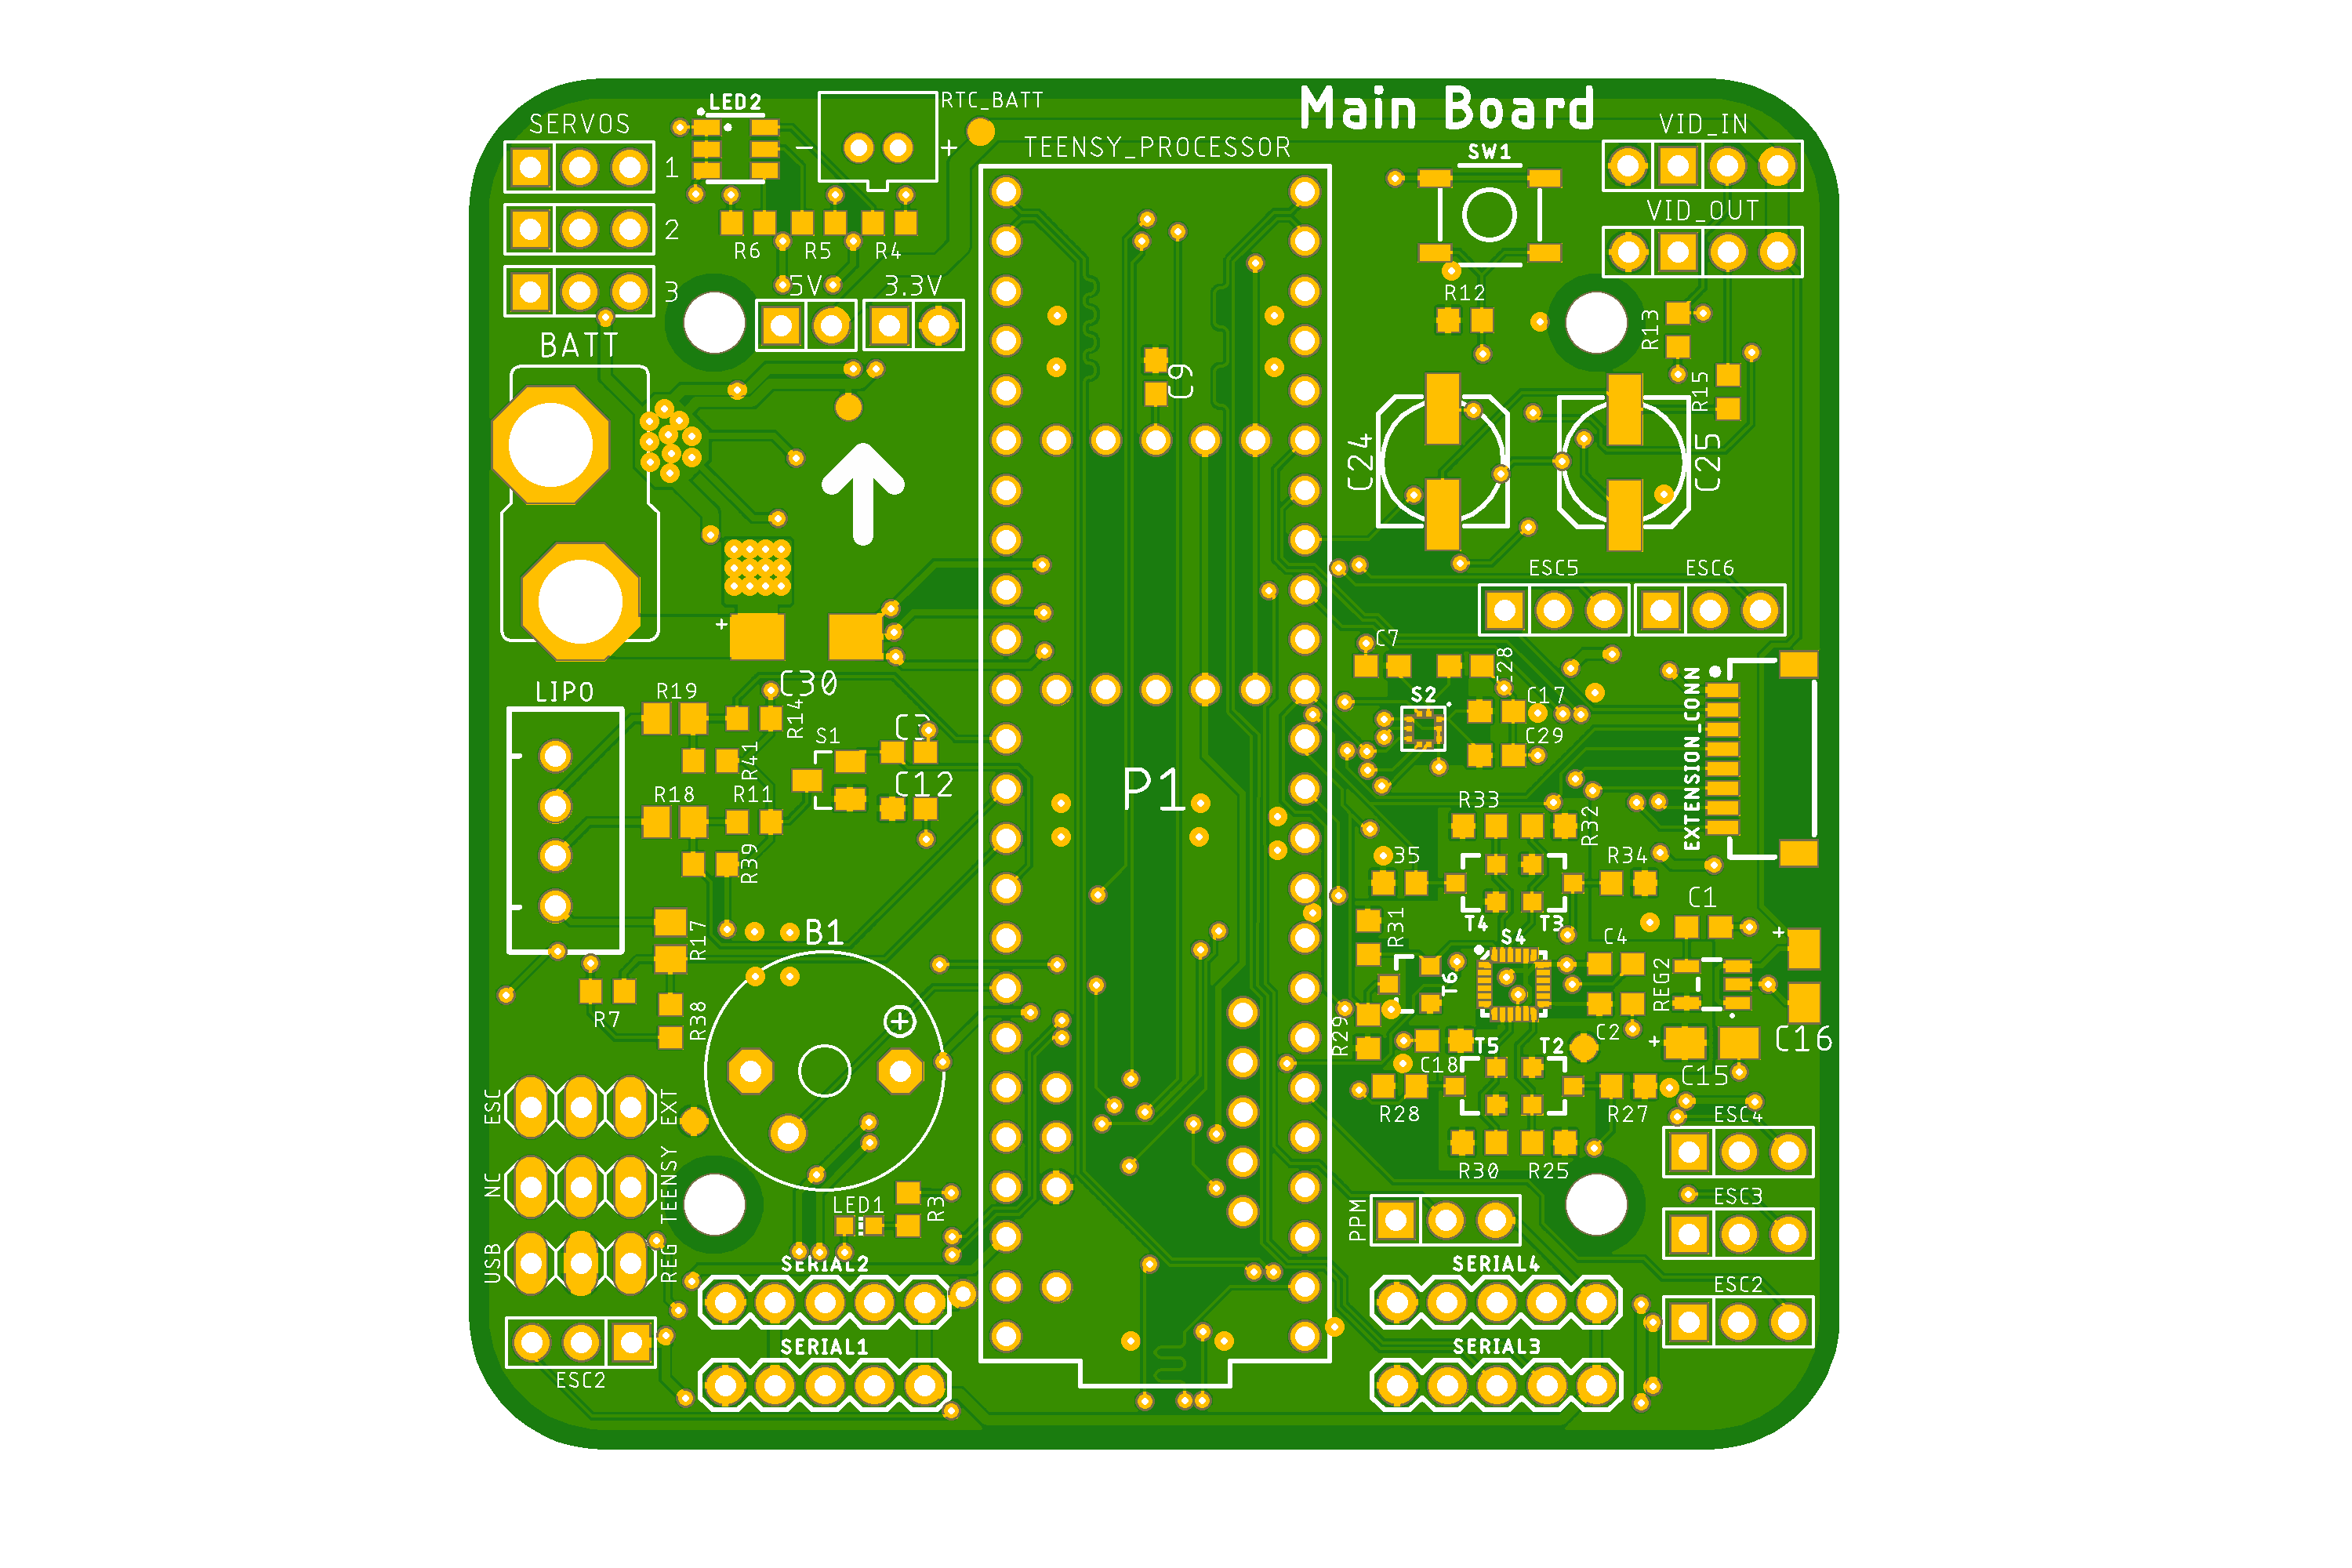 Main Board
LED2
RTC_BATT
SERVOS
VID_IN
- +
TEENSY_PROCESSOR
SW1
1
VID_OUT
2
R6
R5
R4
5V
3.3V
3
R12
R13
BATT
C9
R15
C24
C25
ESC5
ESC6
+
C7
C28
C30
LIPO
R19
R14
S2
C17
EXTENSION_CONN
S1
C3
C29
R41
C12
P1
R18
R11
R33
R32
R39
35
R34
C1
R17
B1
R31
T4
T3
S4
C4
+
REG2
T6
R7
R38
+
R29
C2
+
C16
T5
T2
C18
C15
ESC
EXT
R28
R27
ESC4
NC
TEENSY
R30
R25
LED1
R3
PPM
ESC3
USB
REG
SERIAL2
SERIAL4
ESC2
SERIAL1
SERIAL3
ESC2